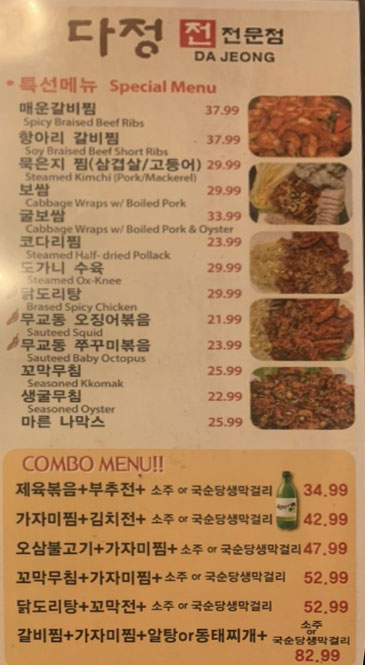 다정 전 전문점
DA JEONG
• 특선메뉴 Special Menu
매운갈비찜 37.99
Spicy Braised Beef Ribs
항아리 갈비찜 37.99
Soy Braised Beef Short Ribs
묵은지 찜(삼겹살/고등어) 29.99
Steamed Kimchi (Pork/Mackerel)
보쌈 29.99
Cabbage Wraps w/ Boiled Pork
굴보쌈 33.99
Cabbage Wraps w/ Boiled Pork & Oyster
코다리찜 23.99
Steamed Half- dried Pollack
도가니 수육 29.99
Steamed Ox-Knee
닭도리탕 29.99
Brased Spicy Chicken
무교동 오징어볶음 21.99
Sauteed Squid
무교동 쭈꾸미볶음 23.99
Sauteed Baby Octopus
꼬막무침 25.99
Seasoned Kkomak
생굴무침 22.99
Seasoned Oyster
마른 나막스 25.99
COMBO MENU!!
제육볶음+부추전+ 소주 or 국순당생막걸리 34.99
가자미찜+김치전+ 소주 or 국순당생막걸리 42.99
오삼불고기+가자미찜+ 소주 or 국순당생막걸리 47.99
꼬막무침+가자미찜+ 소주 or 국순당생막걸리 52.99
닭도리탕+꼬막전+ 소주 or 국순당생막걸리 52.99
갈비찜+가자미찜+알탕or동태찌개+ 소주 or 국순당생막걸리
82.99